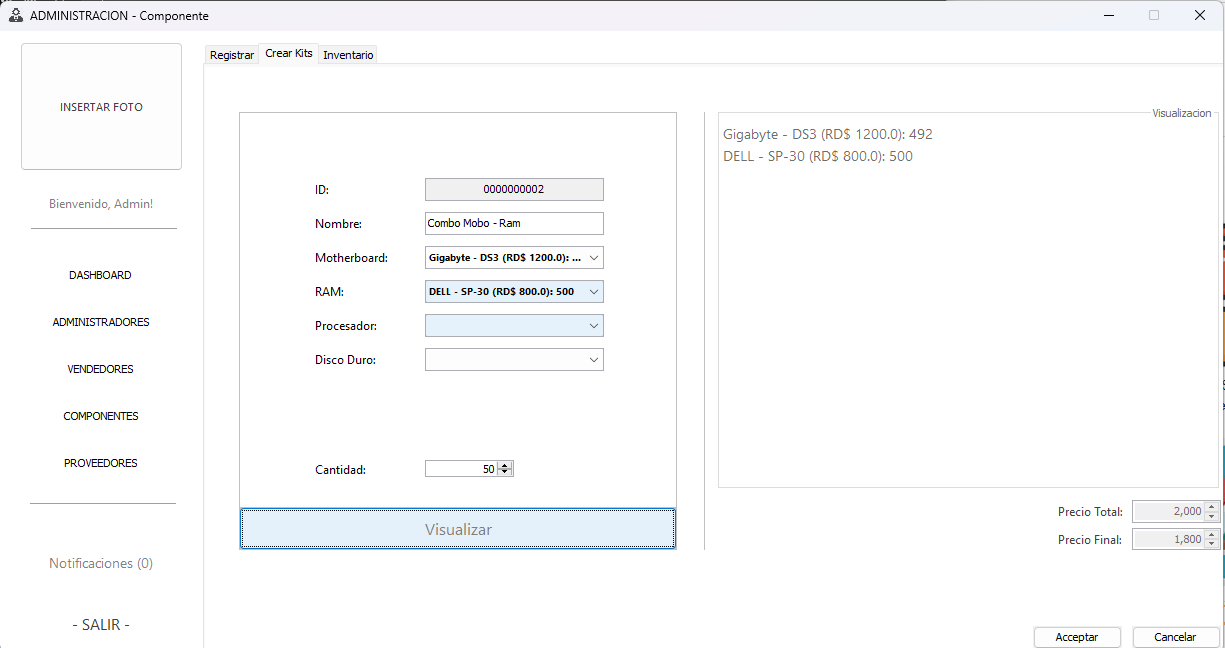 ADMINISTRACION - Componente
INSERTAR FOTO
Bienvenido, Admin!
DASHBOARD
ADMINISTRADORES
VENDEDORES
COMPONENTES
PROVEEDORES
Notificaciones (0)
- SALIR -
Registrar Crear Kits Inventario
ID: 0000000002
Nombre: Combo Mobo - Ram
Motherboard: Gigabyte - DS3 (RD$ 1200.0): ...
RAM: DELL - SP-30 (RD$ 800.0): 500
Procesador:
Disco Duro:
Cantidad: 50
Visualizar
Visualizacion
Gigabyte - DS3 (RD$ 1200.0): 492
DELL - SP-30 (RD$ 800.0): 500
Precio Total: 2,000
Precio Final: 1,800
Acceptar Cancelar